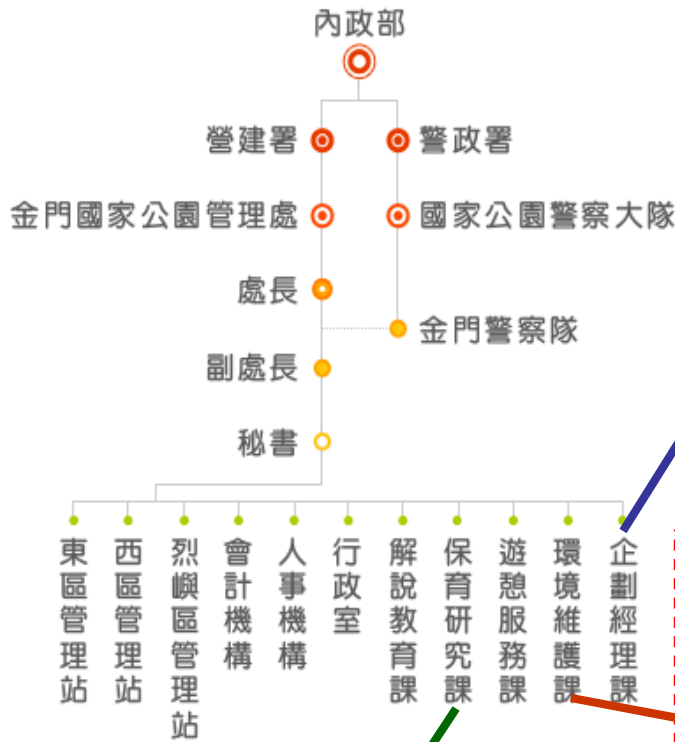 內政部
營建署
警政署
金門國家公園管理處
國家公園警察大隊
處長
金門警察隊
副處長
秘書
東區管理站
西區管理站
烈嶼區管理站
會計機構
人事機構
行政室
解說教育課
保育研究課
遊憩服務課
環境維護課
企劃經理課